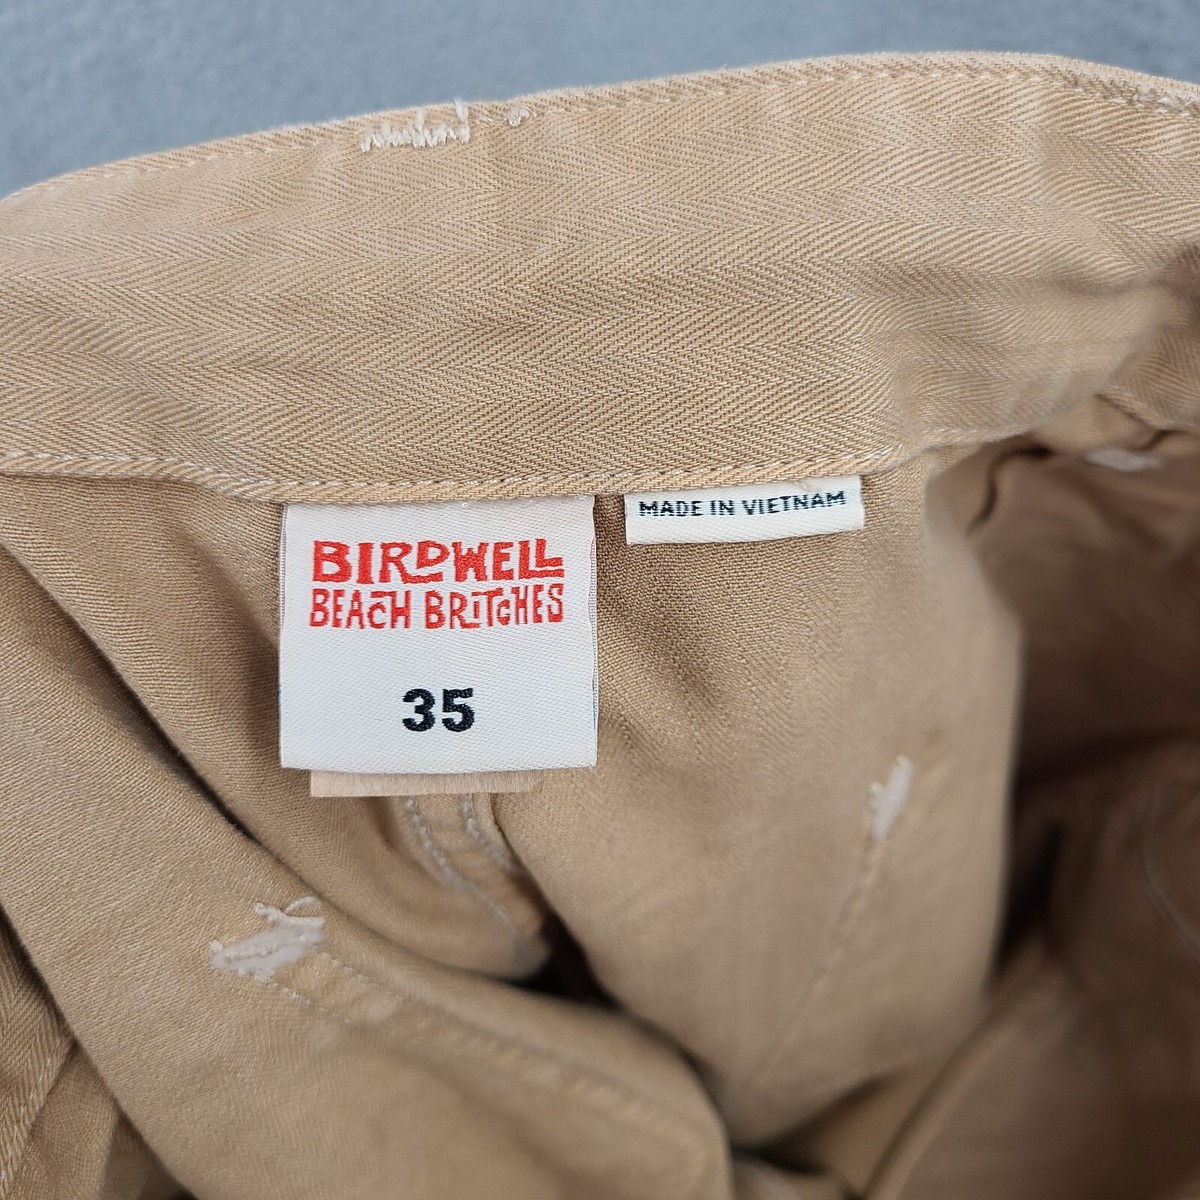 BIRDWELL
BEACH BRITCHES
35
MADE IN VIETNAM